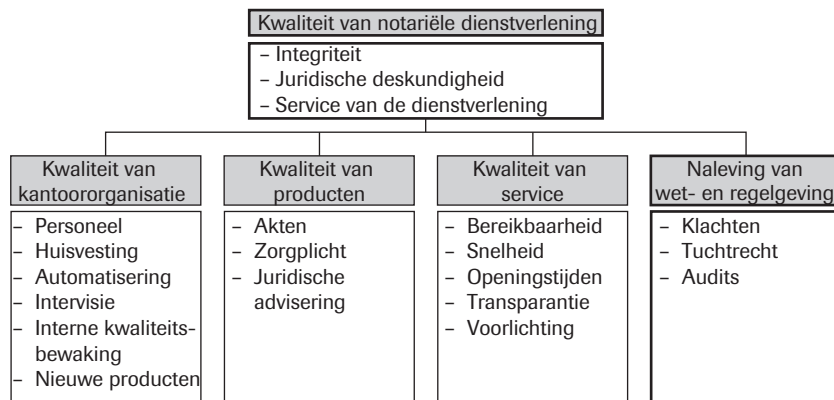 Kwaliteit van notariële dienstverlening
– Integriteit
– Juridische deskundigheid
– Service van de dienstverlening
Kwaliteit van
kantoororganisatie
– Personeel
– Huisvesting
– Automatisering
– Intervisie
– Interne kwaliteits-
bewaking
– Nieuwe producten
Kwaliteit van
producten
– Akten
– Zorgplicht
– Juridische
advisering
Kwaliteit van
service
– Bereikbaarheid
– Snelheid
– Openingstijden
– Transparantie
– Voorlichting
Naleving van
wet- en regelgeving
– Klachten
– Tuchtrecht
– Audits